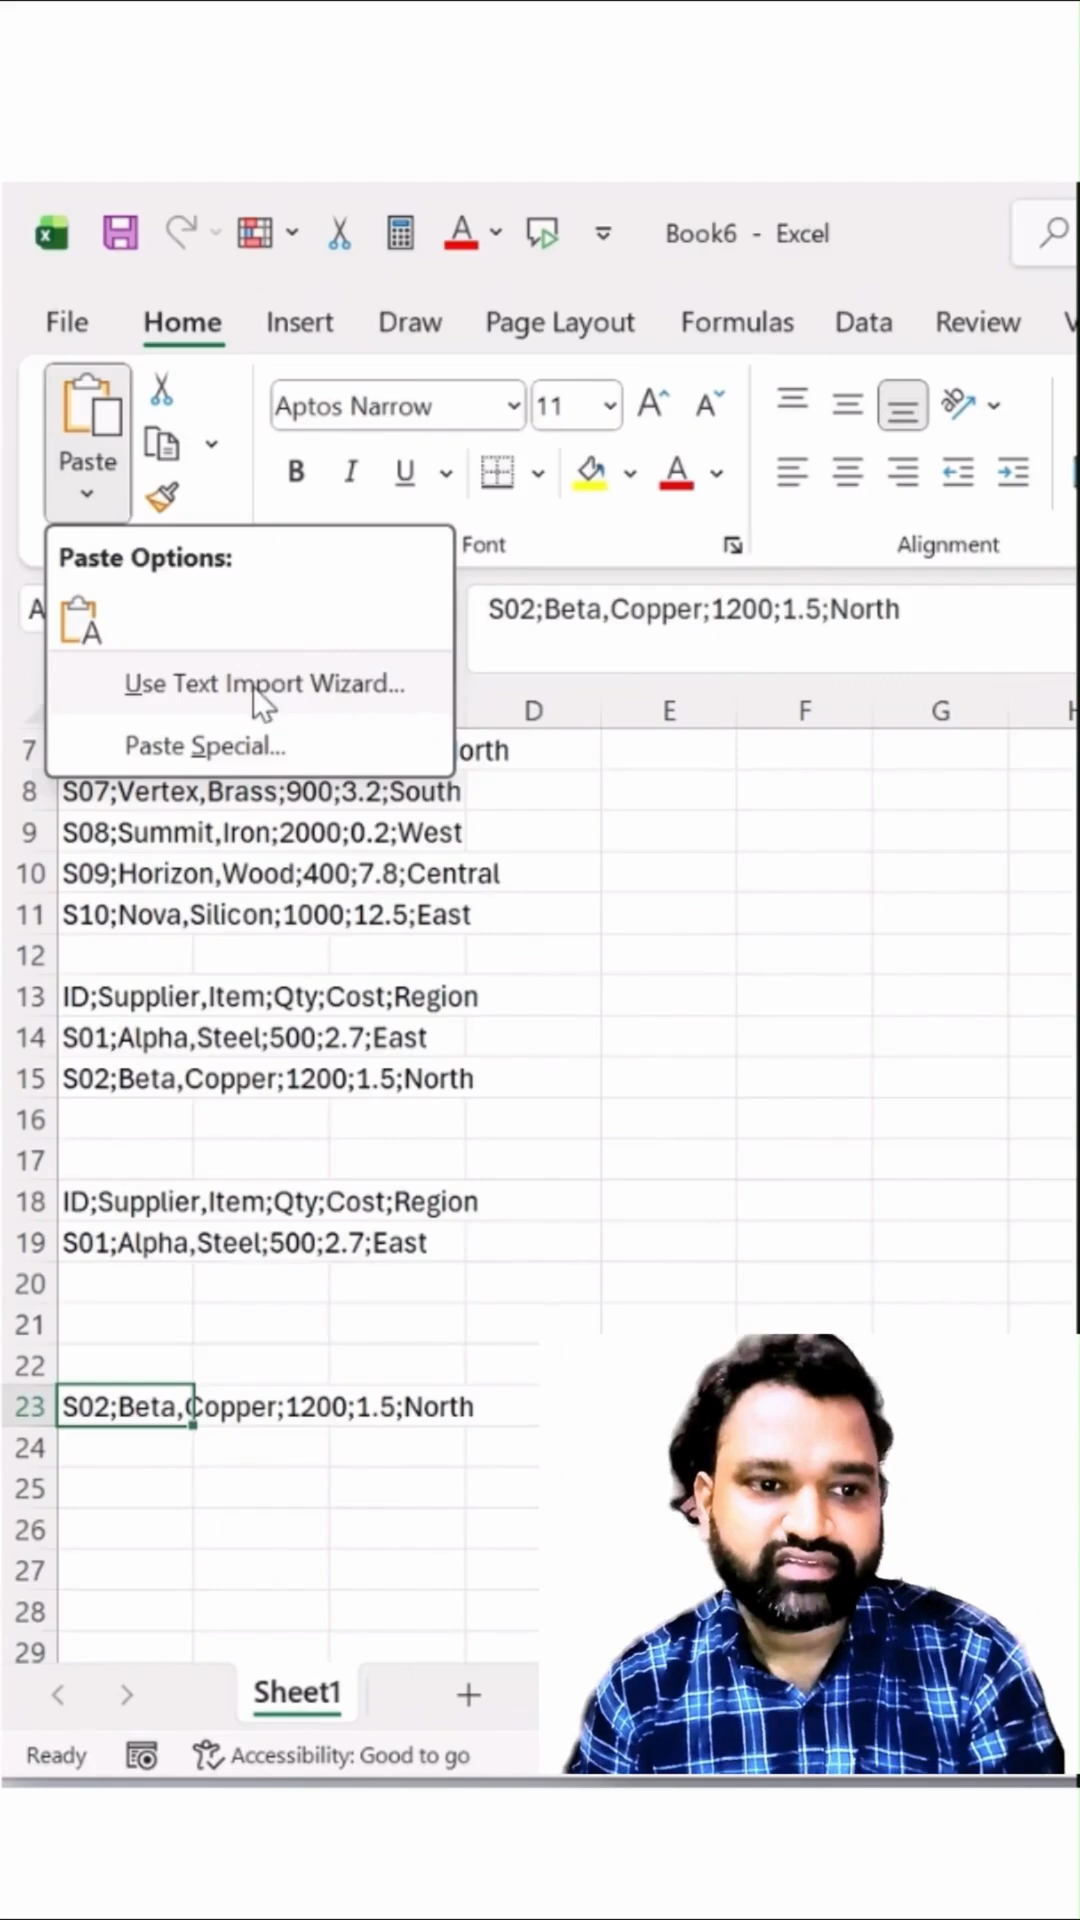 Book6 - Excel
File Home Insert Draw Page Layout Formulas Data Review
Paste
Aptos Narrow 11
B I U
Font
Alignment
Paste Options:
Use Text Import Wizard...
Paste Special...
A
S02;Beta,Copper;1200;1.5;North
D E F G
7 orth
8 S07;Vertex,Brass;900;3.2;South
9 S08;Summit,Iron;2000;0.2;West
10 S09;Horizon,Wood;400;7.8;Central
11 S10;Nova,Silicon;1000;12.5;East
12
13 ID;Supplier,Item;Qty;Cost;Region
14 S01;Alpha,Steel;500;2.7;East
15 S02;Beta,Copper;1200;1.5;North
16
17
18 ID;Supplier,Item;Qty;Cost;Region
19 S01;Alpha,Steel;500;2.7;East
20
21
22
23 S02;Beta,Copper;1200;1.5;North
24
25
26
27
28
29
Sheet1
Ready Accessibility: Good to go